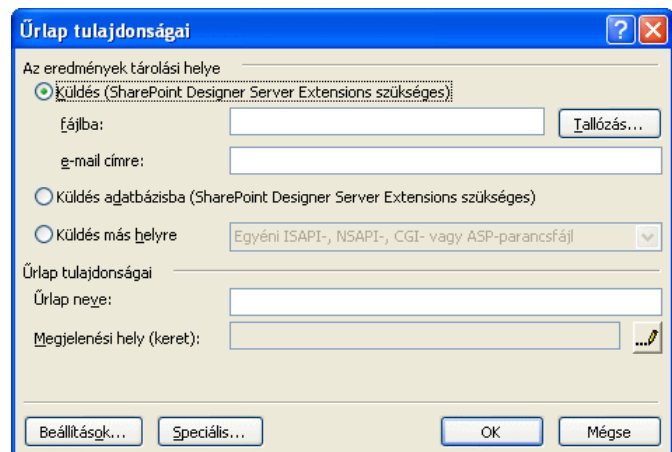 Űrlap tulajdonságai
Az eredmények tárolási helye
Küldés (SharePoint Designer Server Extensions szükséges)
fájlba:
Tallózás...
e-mail címre:
Küldés adatbázisba (SharePoint Designer Server Extensions szükséges)
Küldés más helyre
Egyéni ISAPI-, NSAPI-, CGI- vagy ASP-parancsfájl
Űrlap tulajdonságai
Űrlap neve:
Megjelenési hely (keret):
Beállítások... Speciális... OK Mégse